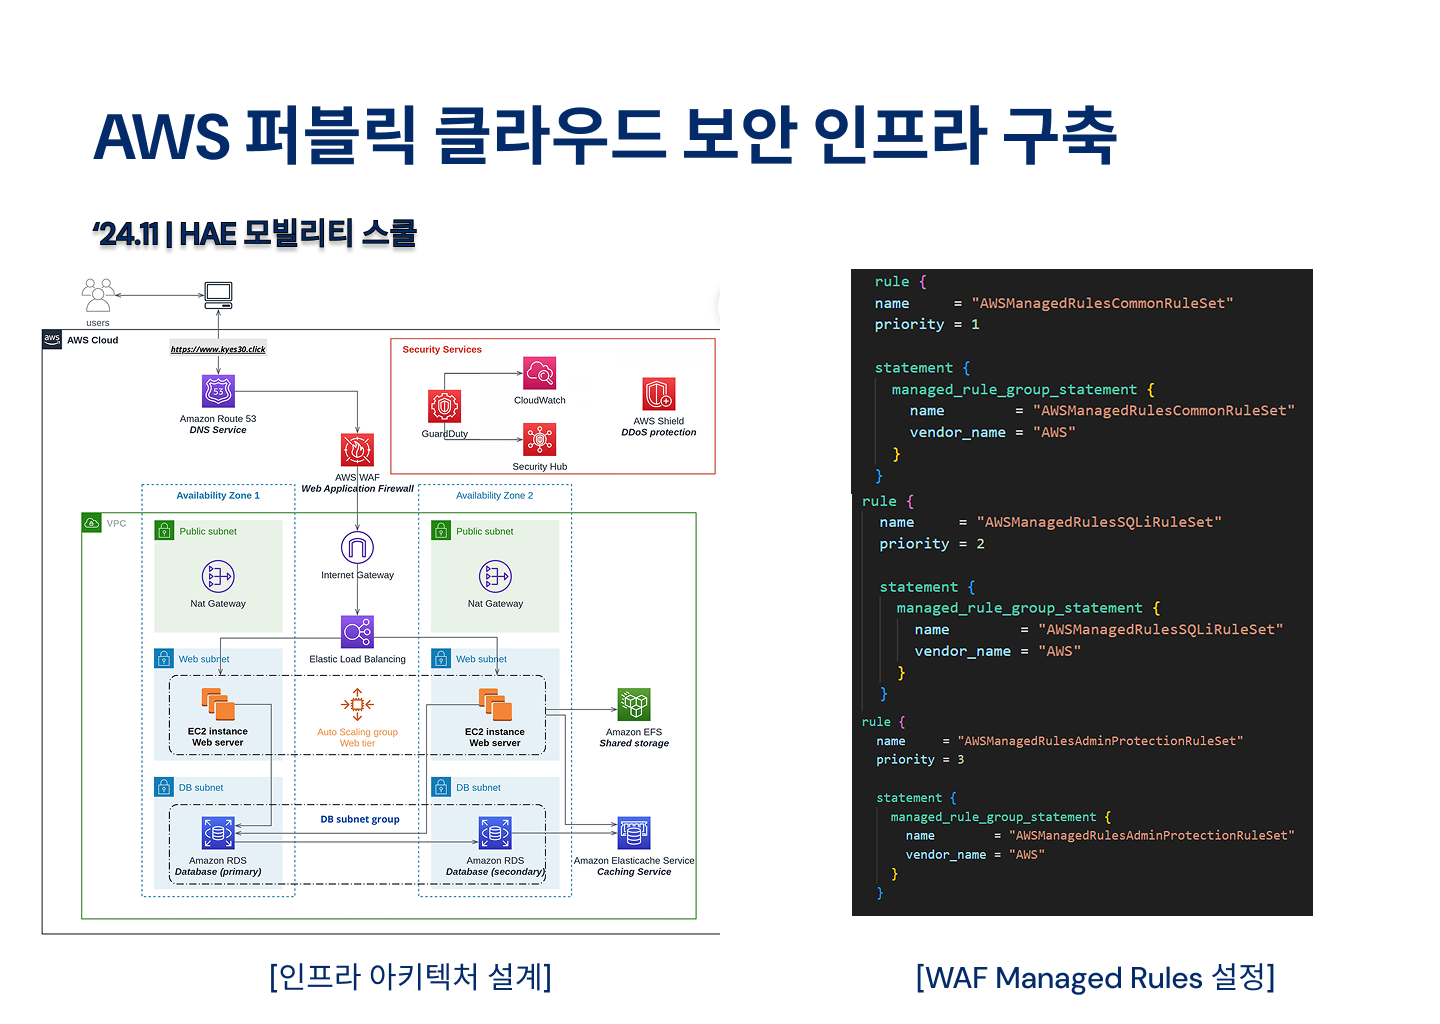 AWS 퍼블릭 클라우드 보안 인프라 구축
‘24.11 | HAE 모빌리티 스쿨
users
aws
AWS Cloud
https://www.kyes30.click
53
Amazon Route 53
DNS Service
Security Services
CloudWatch
GuardDuty
Security Hub
AWS Shield
DDoS protection
AWS WAF
Web Application Firewall
Availability Zone 1
Availability Zone 2
VPC
Public subnet
Public subnet
Nat Gateway
Internet Gateway
Nat Gateway
Elastic Load Balancing
Web subnet
Web subnet
EC2 instance
Web server
Auto Scaling group
Web tier
EC2 instance
Web server
Amazon EFS
Shared storage
DB subnet
DB subnet
DB subnet group
Amazon RDS
Database (primary)
Amazon RDS
Database (secondary)
Amazon Elasticache Service
Caching Service
[인프라 아키텍처 설계]
rule {
name = "AWSManagedRulesCommonRuleSet"
priority = 1
statement {
managed_rule_group_statement {
name = "AWSManagedRulesCommonRuleSet"
vendor_name = "AWS"
}
}
rule {
name = "AWSManagedRulesSQLiRuleSet"
priority = 2
statement {
managed_rule_group_statement {
name = "AWSManagedRulesSQLiRuleSet"
vendor_name = "AWS"
}
}
rule {
name = "AWSManagedRulesAdminProtectionRuleSet"
priority = 3
statement {
managed_rule_group_statement {
name = "AWSManagedRulesAdminProtectionRuleSet"
vendor_name = "AWS"
}
}
[WAF Managed Rules 설정]